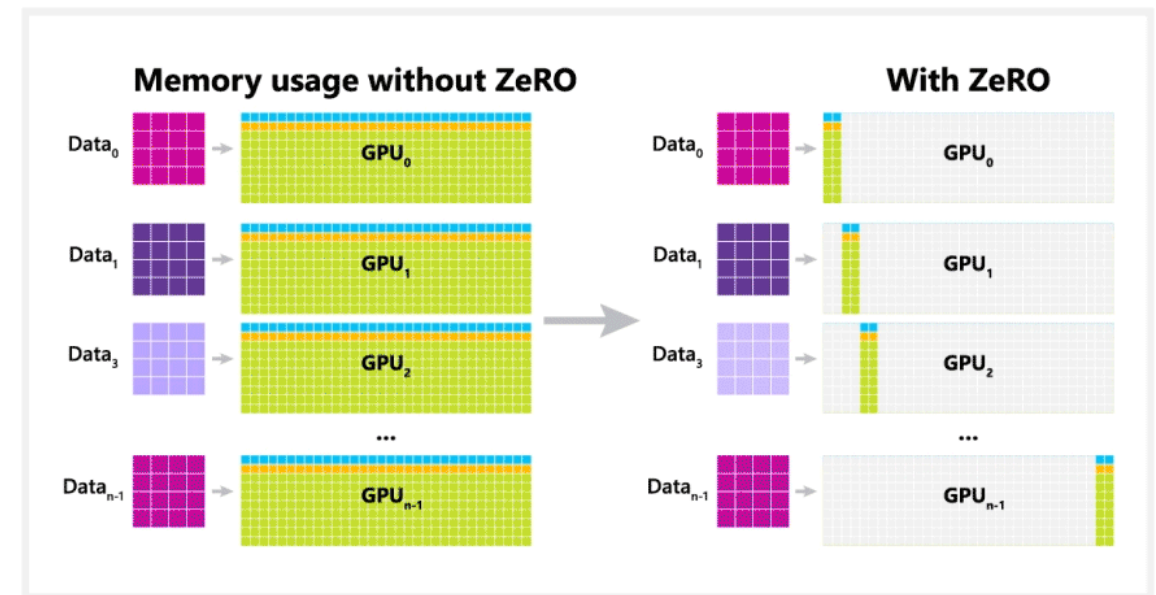 Memory usage without ZeRO
With ZeRO
Data0
GPU0
Data0
GPU0
Data1
GPU1
Data1
GPU1
Data3
GPU2
Data3
GPU2
...
...
Datan-1
GPUn-1
Datan-1
GPUn-1